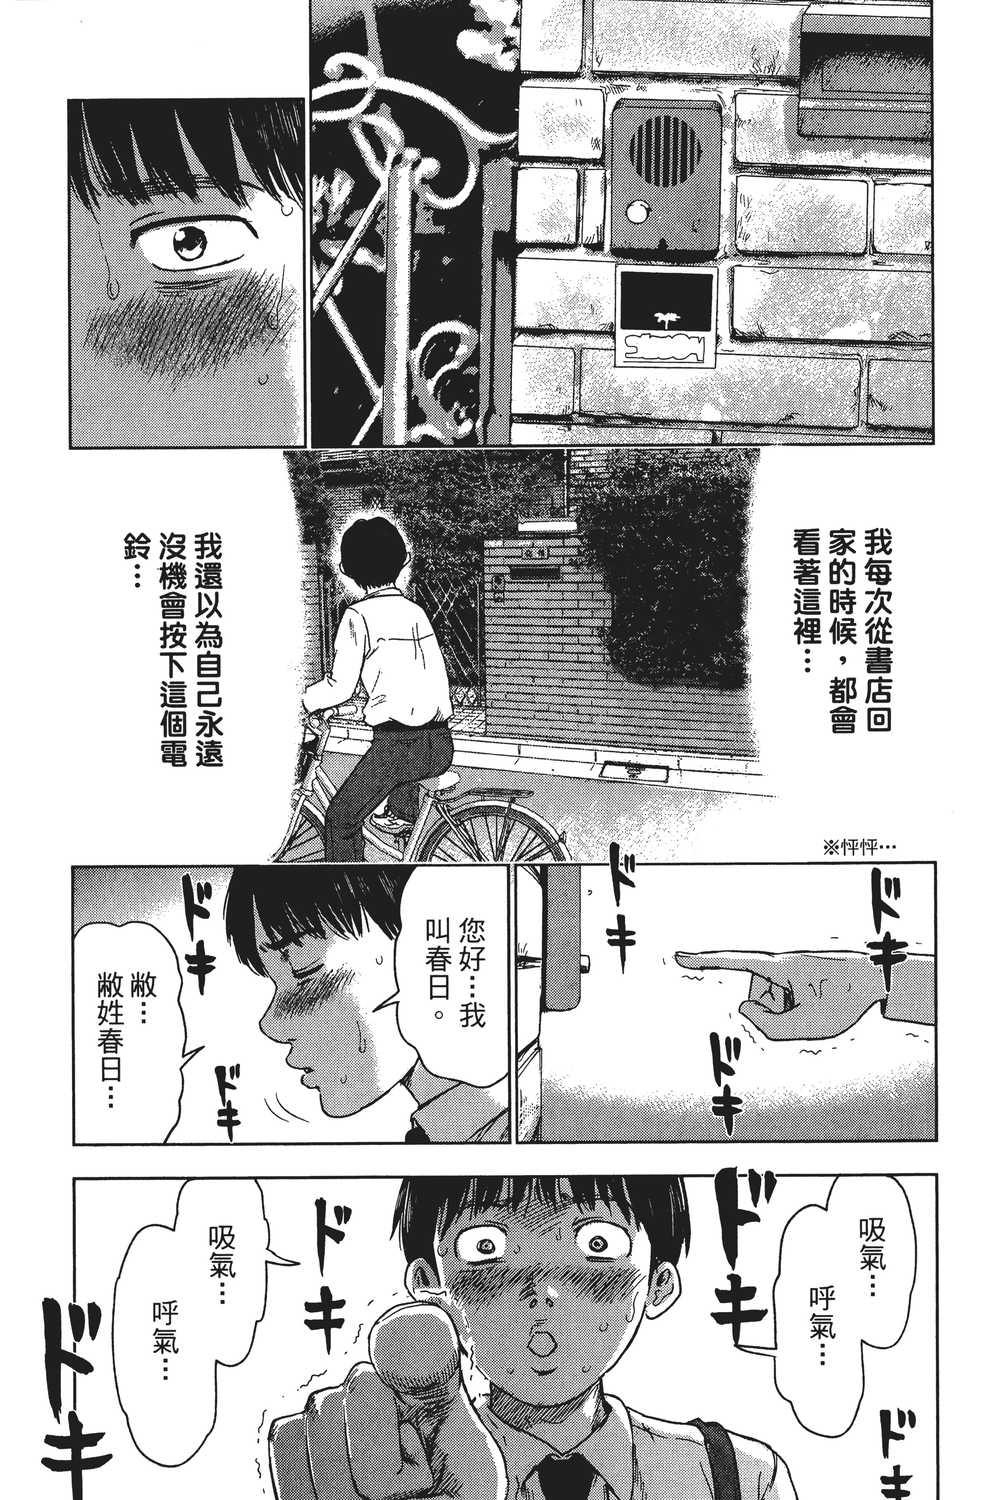 我每次從書店回
家的時候，都會
看著這裡…
我還以為自己永遠
沒機會按下這個電
鈴…
※怦怦…
ドキ
ドキ
您好…我
叫春日。
ドキ
ドキ
敝…
敝姓春日…
ドキ
吸氣…
呼氣…
ドキ
吸氣…
呼氣…
ドキ
ドキ